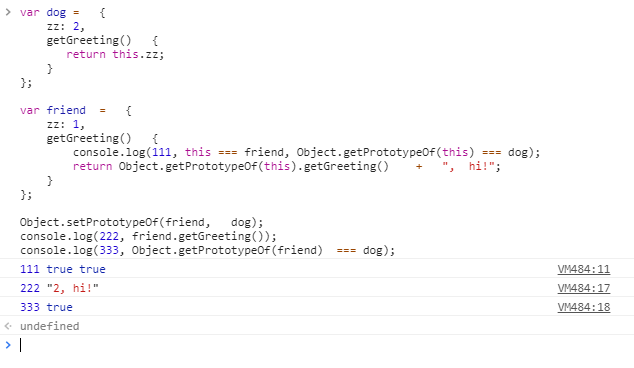 > var dog =   {
    zz: 2,
    getGreeting()   {
       return this.zz;
    }
};

var friend  =   {
    zz: 1,
    getGreeting()   {
        console.log(111, this === friend, Object.getPrototypeOf(this) === dog);
        return Object.getPrototypeOf(this).getGreeting()    +   ",  hi!";
    }
};

Object.setPrototypeOf(friend,   dog);
console.log(222, friend.getGreeting());
console.log(333, Object.getPrototypeOf(friend)  === dog);
111 true true VM484:11
222 "2, hi!" VM484:17
333 true VM484:18
undefined
>